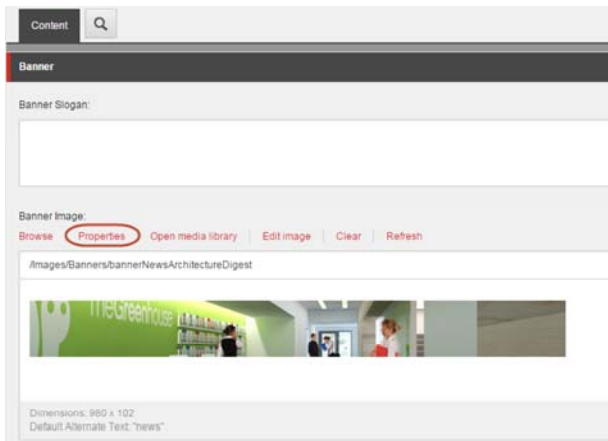 Content
Banner
Banner Slogan:
Banner Image:
Browse Properties Open media library Edit image Clear Refresh
/Images/Banners/bannerNewsArchitectureDigest
TheGreenhouse
Dimensions: 980 x 102
Default Alternate Text: "news"